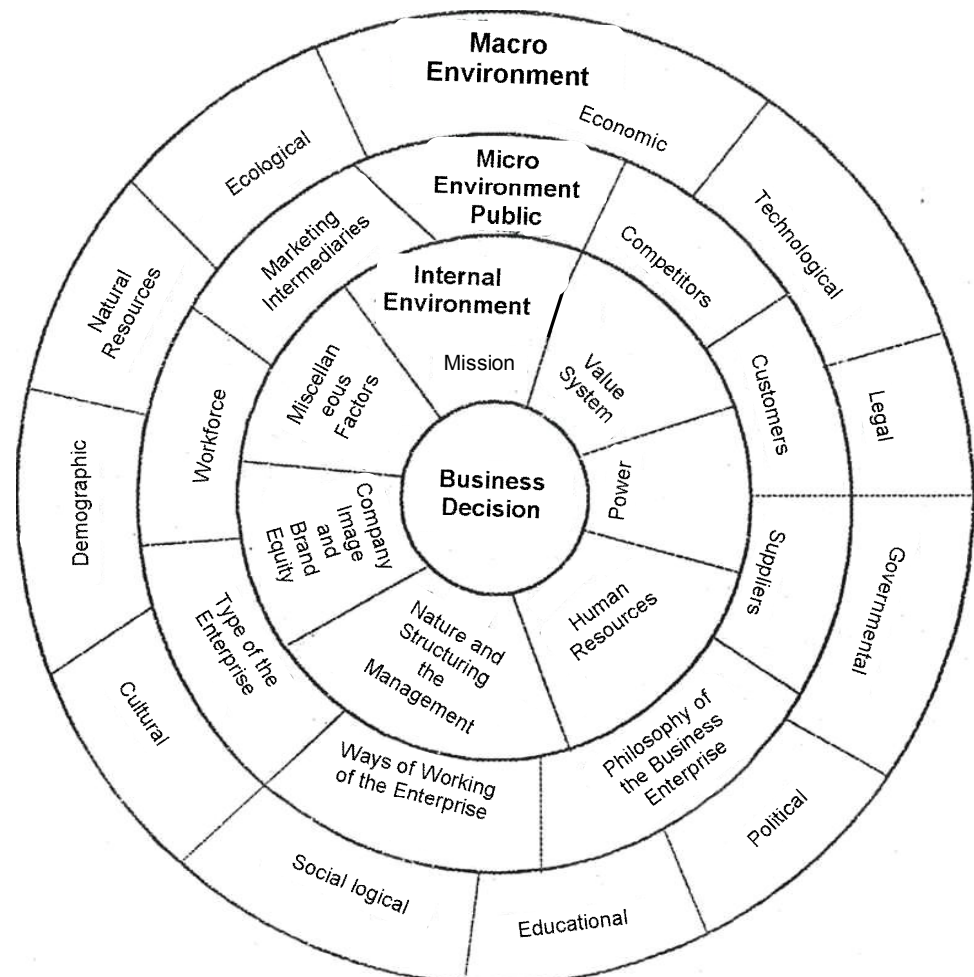 Macro
Environment
Economic
Technological
Legal
Governmental
Political
Educational
Social logical
Cultural
Demographic
Natural
Resources
Ecological
Micro
Environment
Public
Competitors
Customers
Suppliers
Philosophy of
the Business
Enterprise
Ways of Working
of the Enterprise
Type of the
Enterprise
Workforce
Marketing
Intermediaries
Internal
Environment
Mission
Value
System
Power
Human
Resources
Nature and
Structuring
the
Management
Company
Image
and
Brand
Equity
Miscellan
eous
Factors
Business
Decision